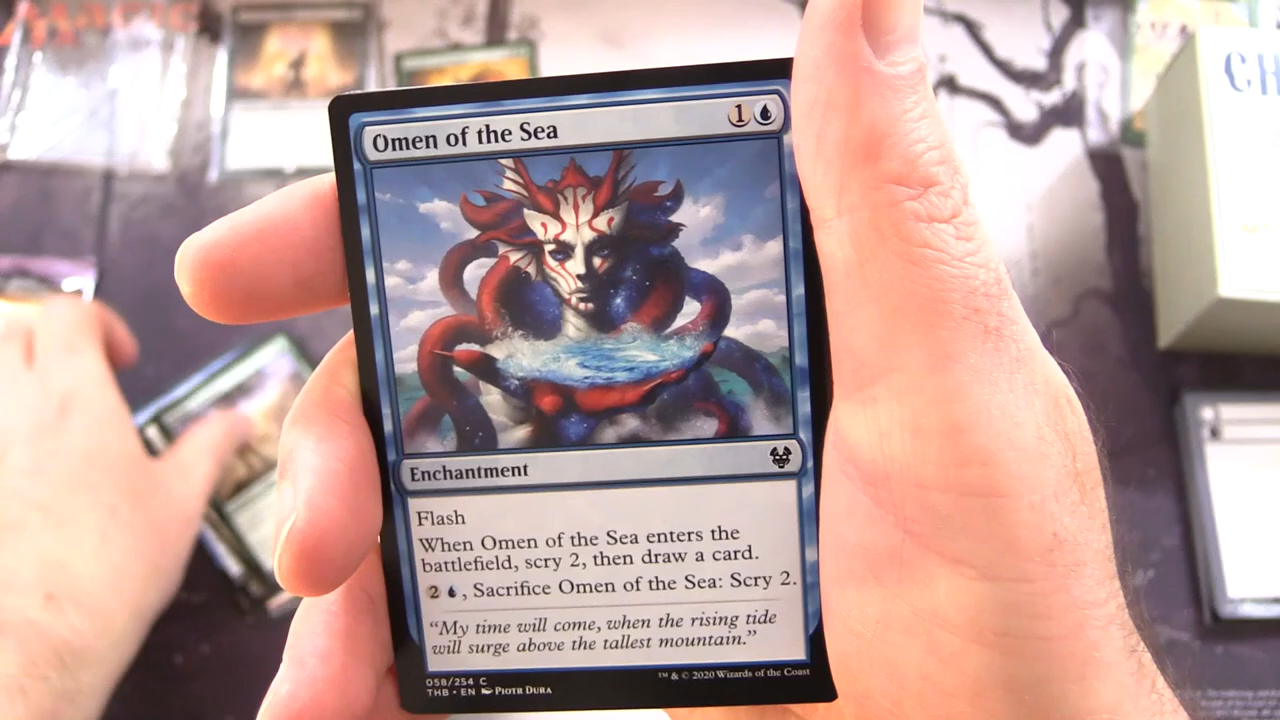 MAGIC
CH
Omen of the Sea
1
Enchantment
Flash
When Omen of the Sea enters the
battlefield, scry 2, then draw a card.
2 , Sacrifice Omen of the Sea: Scry 2.
“My time will come, when the rising tide
will surge above the tallest mountain.”
058/254 C
THB • EN Piotr Dura
™ & © 2020 Wizards of the Coast